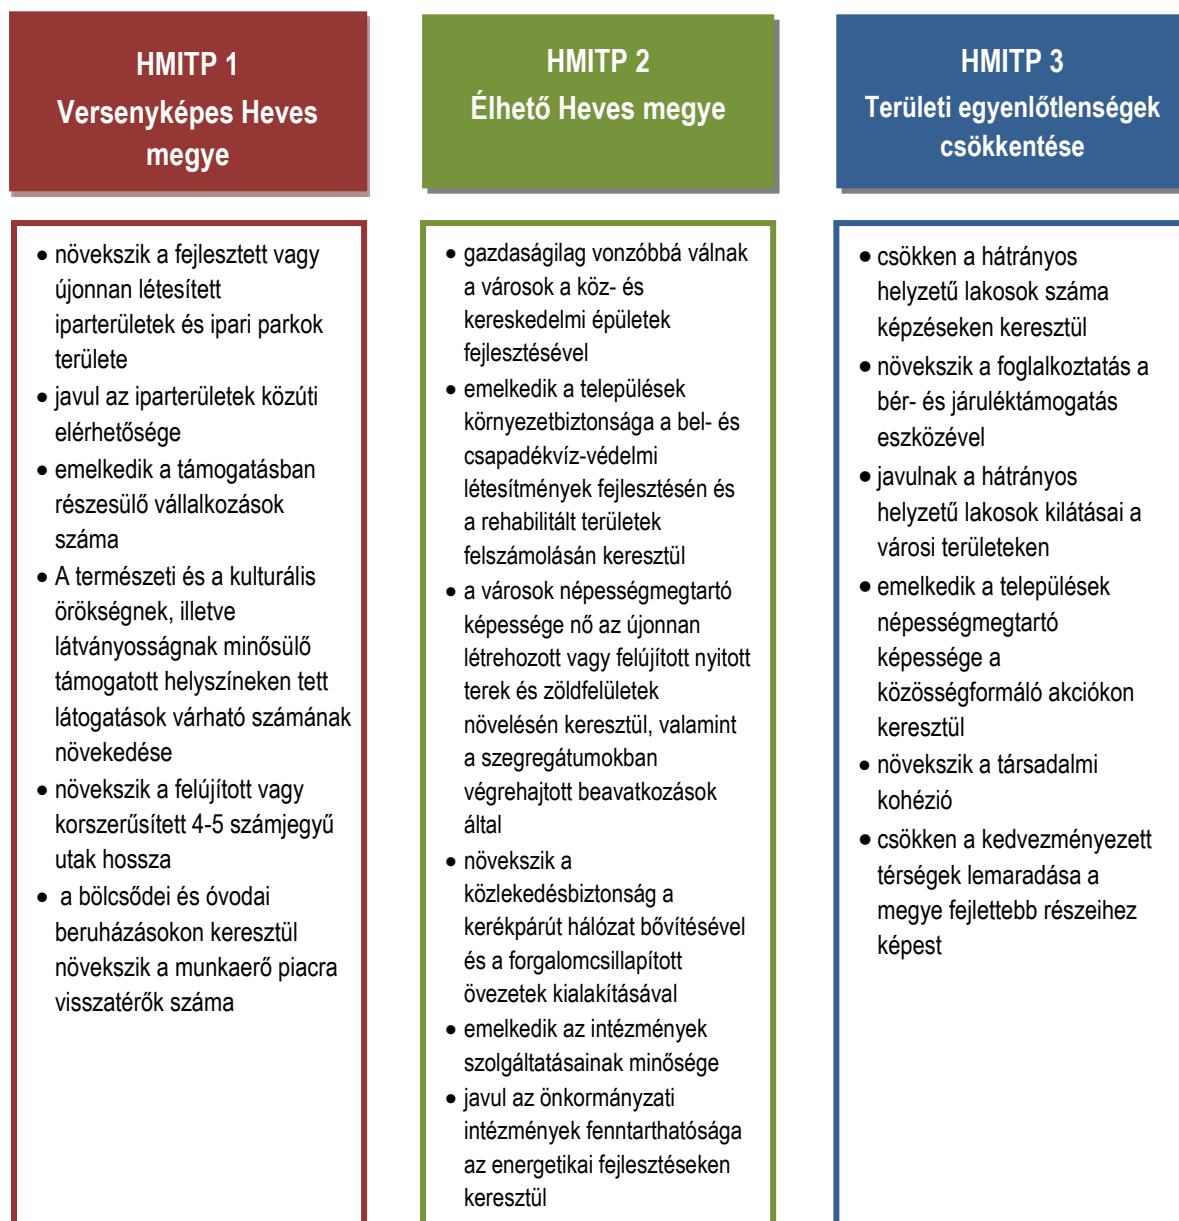 HMITP 1
Versenyképes Heves
megye
• növekszik a fejlesztett vagy
újonnan létesített
iparterületek és ipari parkok
területe
• javul az iparterületek közúti
elérhetősége
• emelkedik a támogatásban
részesülő vállalkozások
száma
• A természeti és a kulturális
örökségnek, illetve
látványosságnak minősülő
támogatott helyszíneken tett
látogatások várható számának
növekedése
• növekszik a felújított vagy
korszerűsített 4-5 számjegyű
utak hossza
• a bölcsődei és óvodai
beruházásokon keresztül
növekszik a munkaerő piacra
visszatérők száma
HMITP 2
Élhető Heves megye
• gazdaságilag vonzóbbá válnak
a városok a köz- és
kereskedelmi épületek
fejlesztésével
• emelkedik a települések
környezetbiztonsága a bel- és
csapadékvíz-védelmi
létesítmények fejlesztésén és
a rehabilitált területek
felszámolásán keresztül
• a városok népességmegtartó
képessége nő az újonnan
létrehozott vagy felújított nyitott
terek és zöldfelületek
növelésén keresztül, valamint
a szegregátumokban
végrehajtott beavatkozások
által
• növekszik a
közlekedésbiztonság a
kerékpárút hálózat bővítésével
és a forgalomcsillapított
övezetek kialakításával
• emelkedik az intézmények
szolgáltatásainak minősége
• javul az önkormányzati
intézmények fenntarthatósága
az energetikai fejlesztéseken
keresztül
HMITP 3
Területi egyenlőtlenségek
csökkentése
• csökken a hátrányos
helyzetű lakosok száma
képzéseken keresztül
• növekszik a foglalkoztatás a
bér- és járuléktámogatás
eszközével
• javulnak a hátrányos
helyzetű lakosok kilátásai a
városi területeken
• emelkedik a települések
népességmegtartó
képessége a
közösségformáló akciókon
keresztül
• növekszik a társadalmi
kohézió
• csökken a kedvezményezett
térségek lemaradása a
megye fejlettebb részeihez
képest